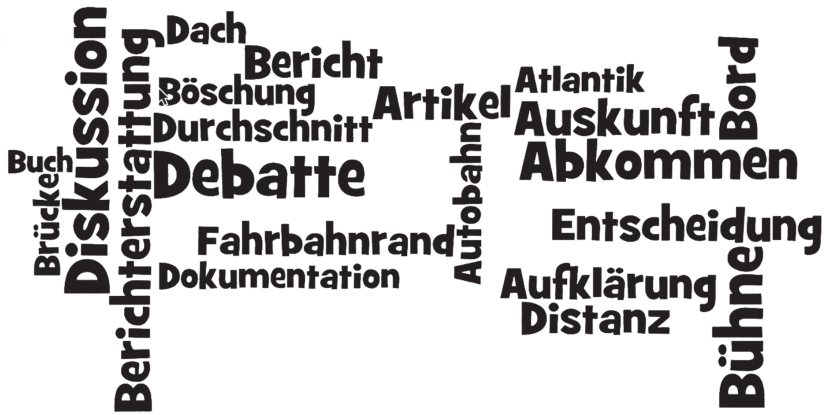 Dach
Bericht
Böschung
Durchschnitt
Debatte
Fahrbahnrand
Dokumentation
Buch
Brücke
Diskussion
Berichterstattung
Artikel
Autobahn
Atlantik
Auskunft
Bord
Abkommen
Entscheidung
Aufklärung
Distanz
Bühne